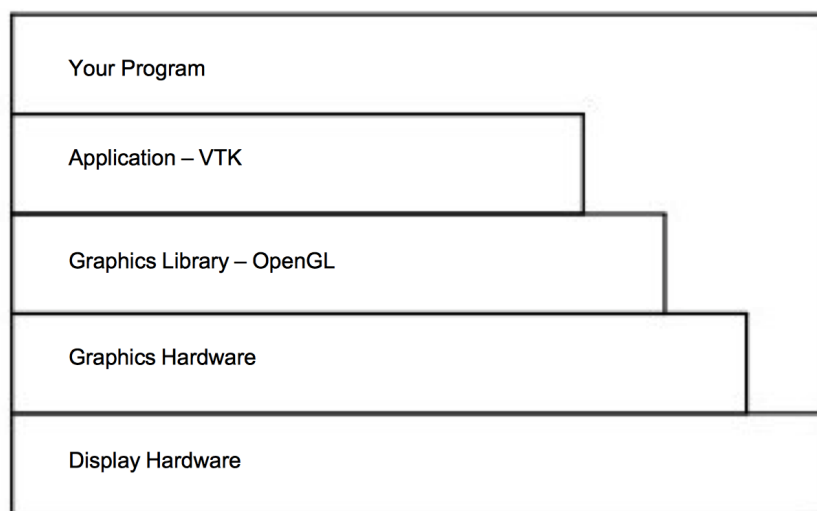 Your Program
Application – VTK
Graphics Library – OpenGL
Graphics Hardware
Display Hardware